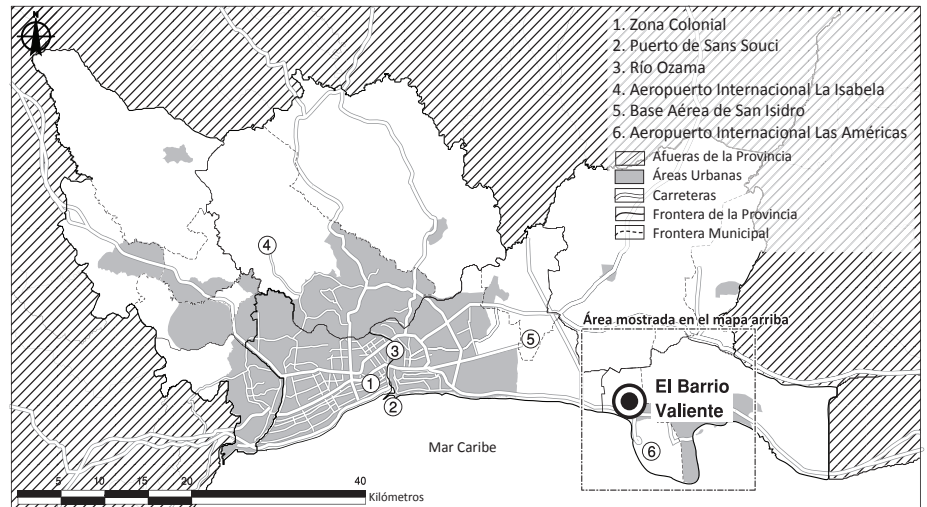 N
1. Zona Colonial
2. Puerto de Sans Souci
3. Río Ozama
4. Aeropuerto Internacional La Isabela
5. Base Aérea de San Isidro
6. Aeropuerto Internacional Las Américas
Afueras de la Provincia
Áreas Urbanas
Carreteras
Frontera de la Provincia
Frontera Municipal
4
Área mostrada en el mapa arriba
5
3
1
2
El Barrio
Valiente
6
Mar Caribe
5 10 15 20 40
Kilómetros